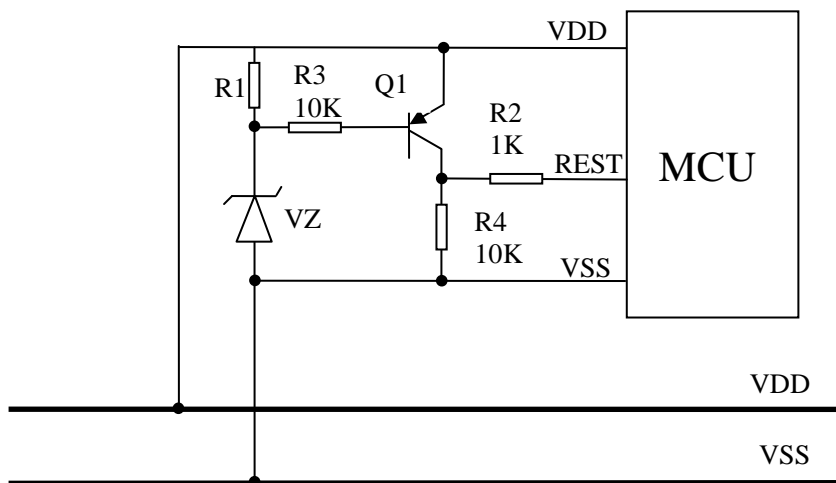 VDD
R1
R3
10K
Q1
R2
1K
REST
MCU
VZ
R4
10K
VSS
VDD
VSS